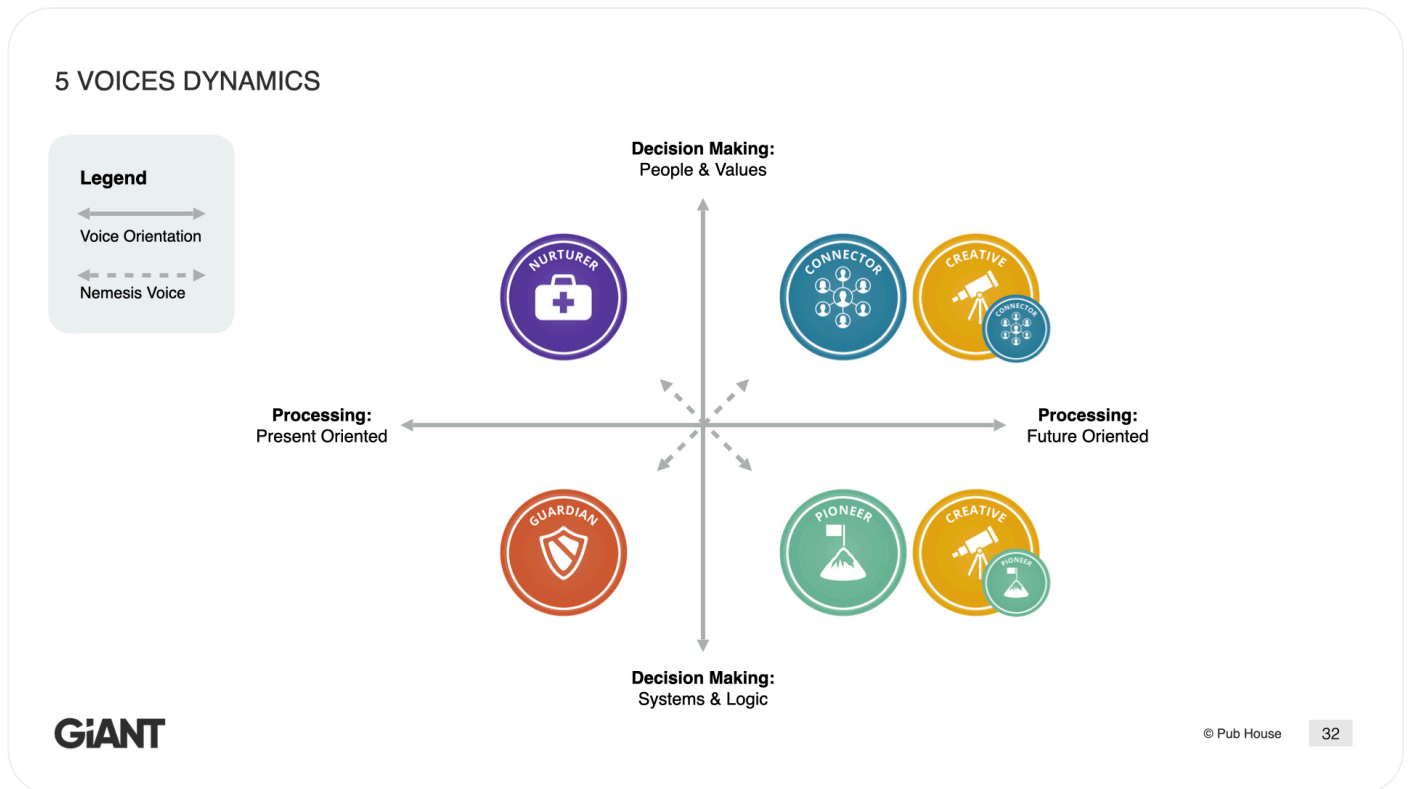 5 VOICES DYNAMICS
Legend
Voice Orientation
Nemesis Voice
Decision Making:
People & Values
NURTURER
CONNECTOR
CREATIVE
CONNECTOR
Processing:
Present Oriented
Processing:
Future Oriented
GUARDIAN
PIONEER
CREATIVE
PIONEER
Decision Making:
Systems & Logic
GiANT
© Pub House
32